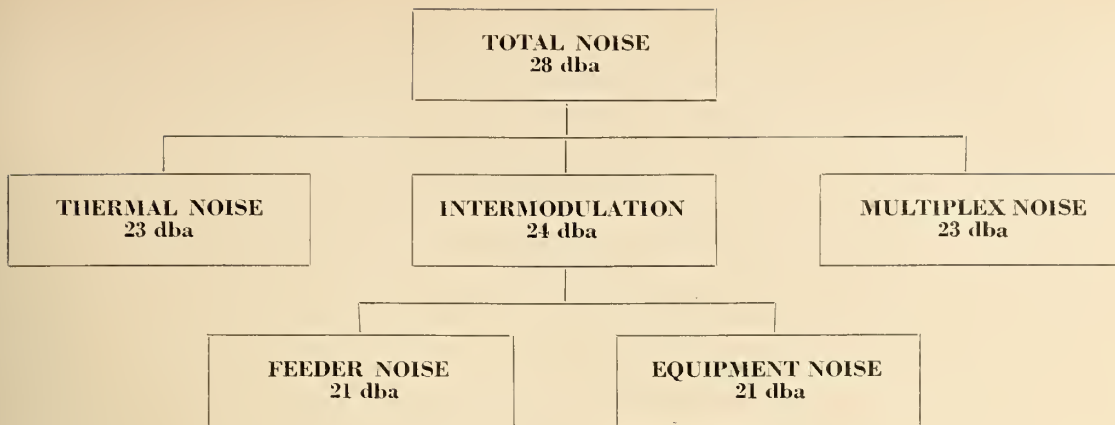 TOTAL NOISE
28 dba
THERMAL NOISE
23 dba
INTERMODULATION
24 dba
MULTIPLEX NOISE
23 dba
FEEDER NOISE
21 dba
EQUIPMENT NOISE
21 dba